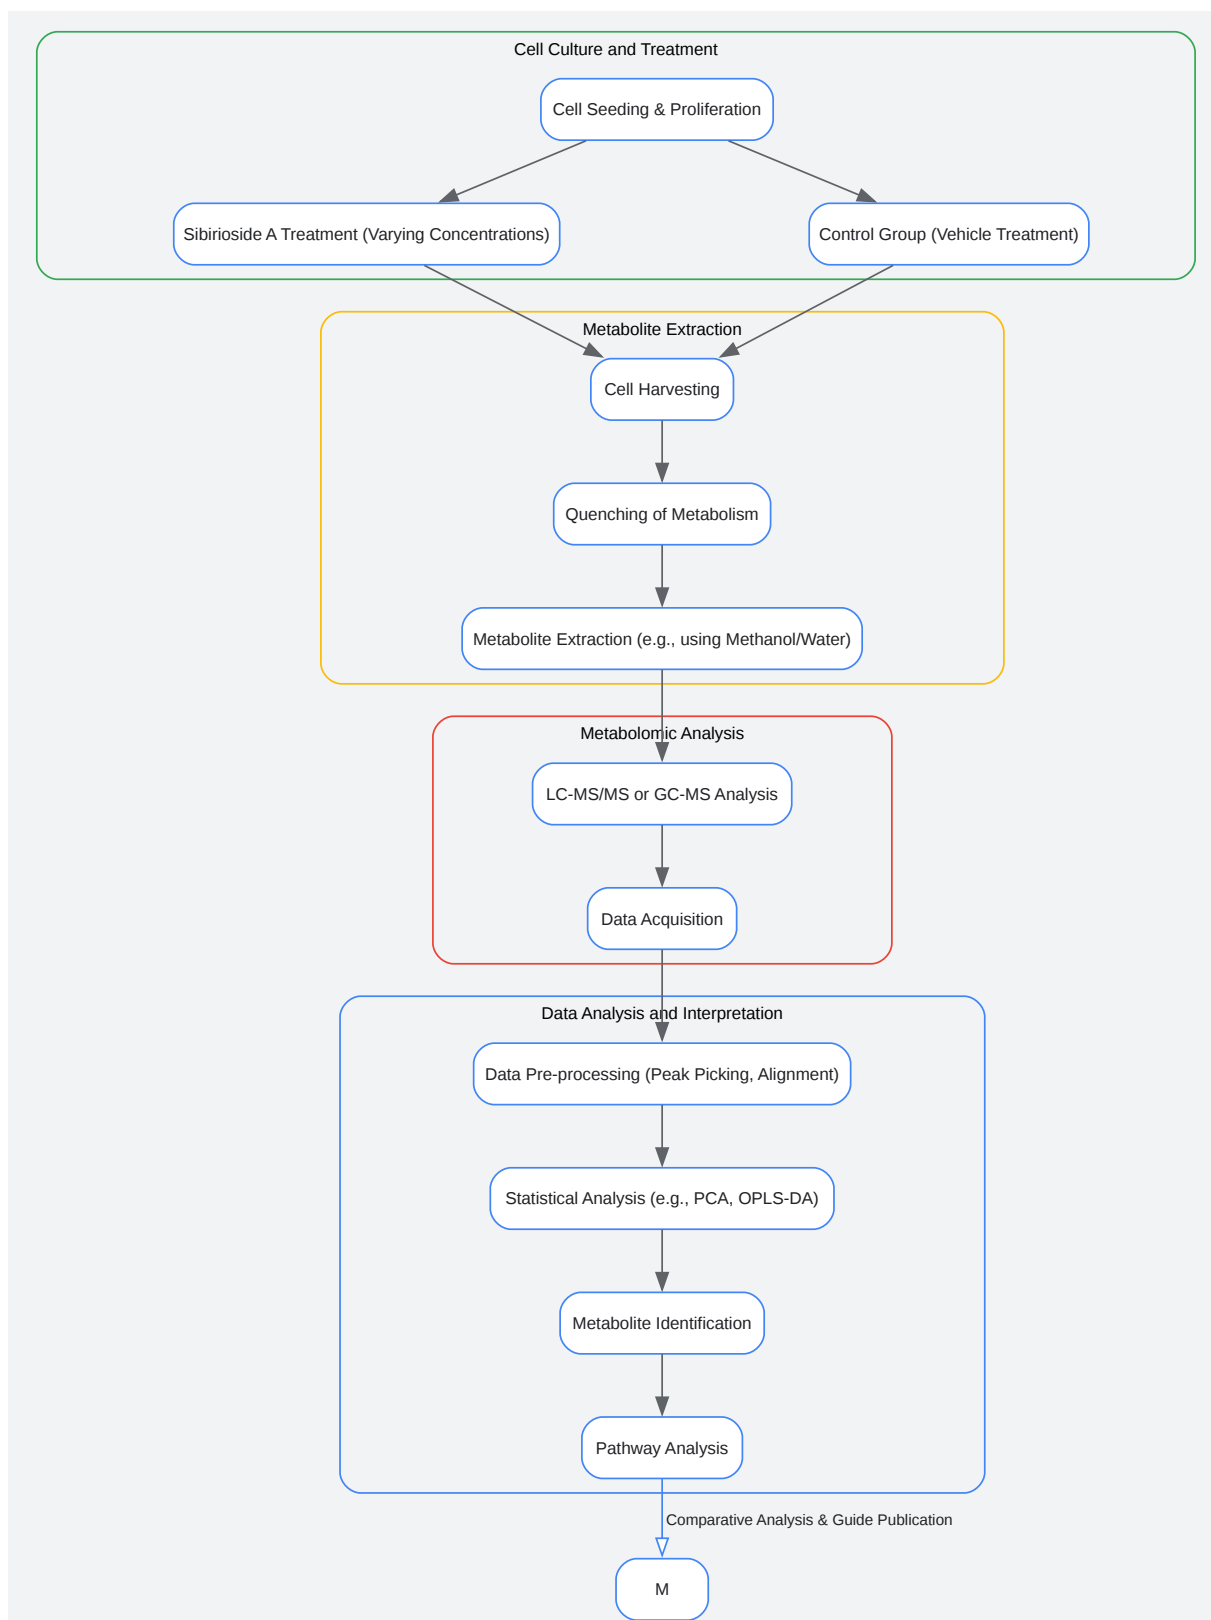 Cell Culture and Treatment
Cell Seeding & Proliferation
Sibirioside A Treatment (Varying Concentrations)
Control Group (Vehicle Treatment)
Metabolite Extraction
Cell Harvesting
Quenching of Metabolism
Metabolite Extraction (e.g., using Methanol/Water)
Metabolomic Analysis
LC-MS/MS or GC-MS Analysis
Data Acquisition
Data Analysis and Interpretation
Data Pre-processing (Peak Picking, Alignment)
Statistical Analysis (e.g., PCA, OPLS-DA)
Metabolite Identification
Pathway Analysis
Comparative Analysis & Guide Publication
M